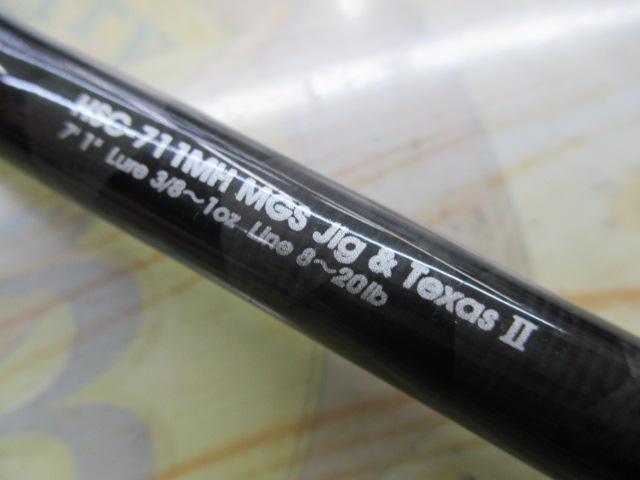 HSC-711MH MGS Jig & Texas II
7'1" Lure 3/8～1oz Line 8～20lb